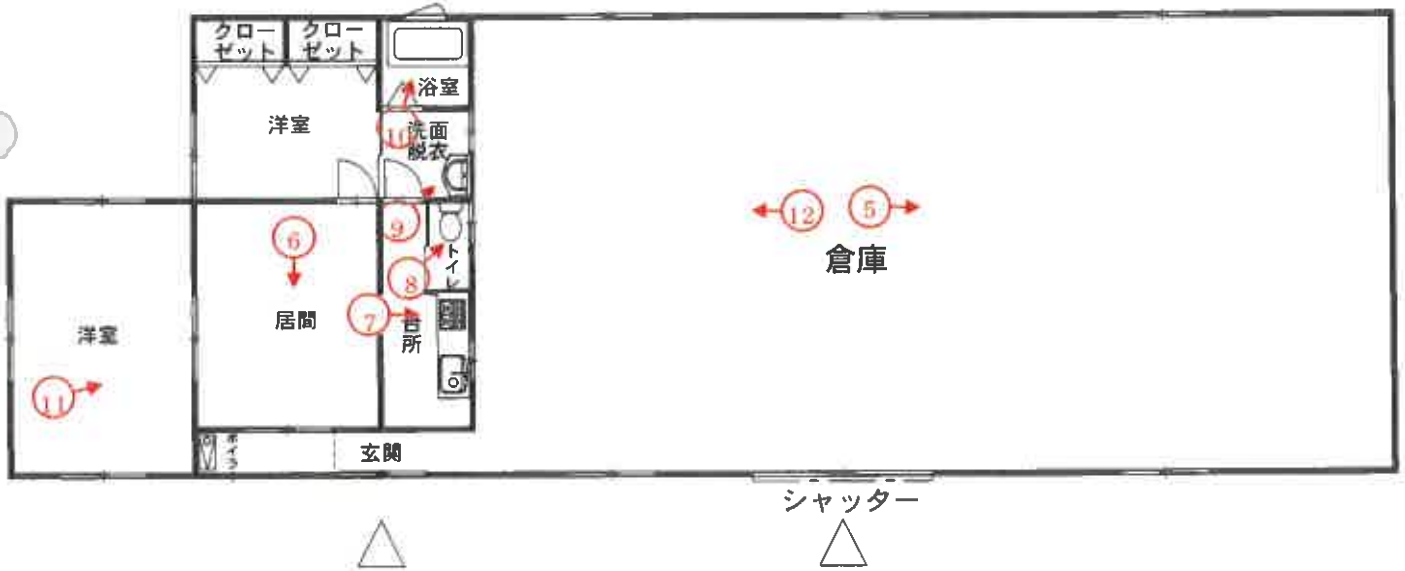 クロー
ゼット
クロー
ゼット
浴室
洋室
10
洗面
脱衣
9
6
8
トイレ
12
5
倉庫
7
台所
居間
洋室
11
ボイラ
玄関
シャッター